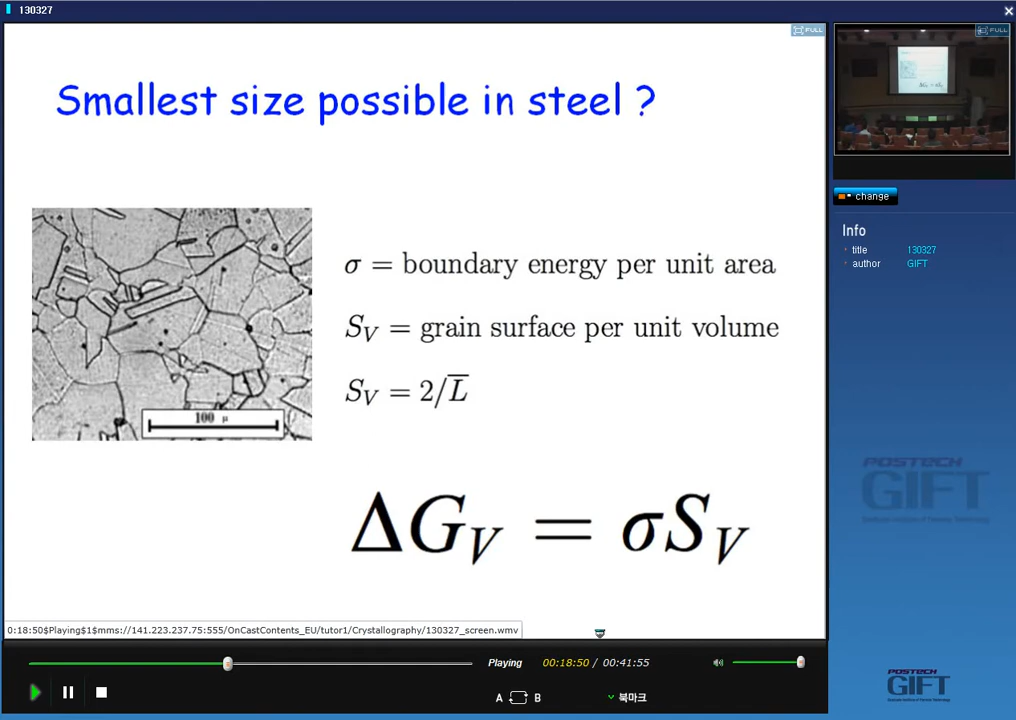 130327
FULL
FULL
Smallest size possible in steel ?
σ = boundary energy per unit area
S_V = grain surface per unit volume
S_V = 2/L̅
100 μ
ΔG_V = σS_V
change
Info
title 130327
author GIFT
POSTECH
GIFT
0:18:50$Playing$1$mms://141.223.237.75:555/OnCastContents_EU/tutor1/Crystallography/130327_screen.wmv
Playing 00:18:50 / 00:41:55
A B 북마크
POSTECH
GIFT